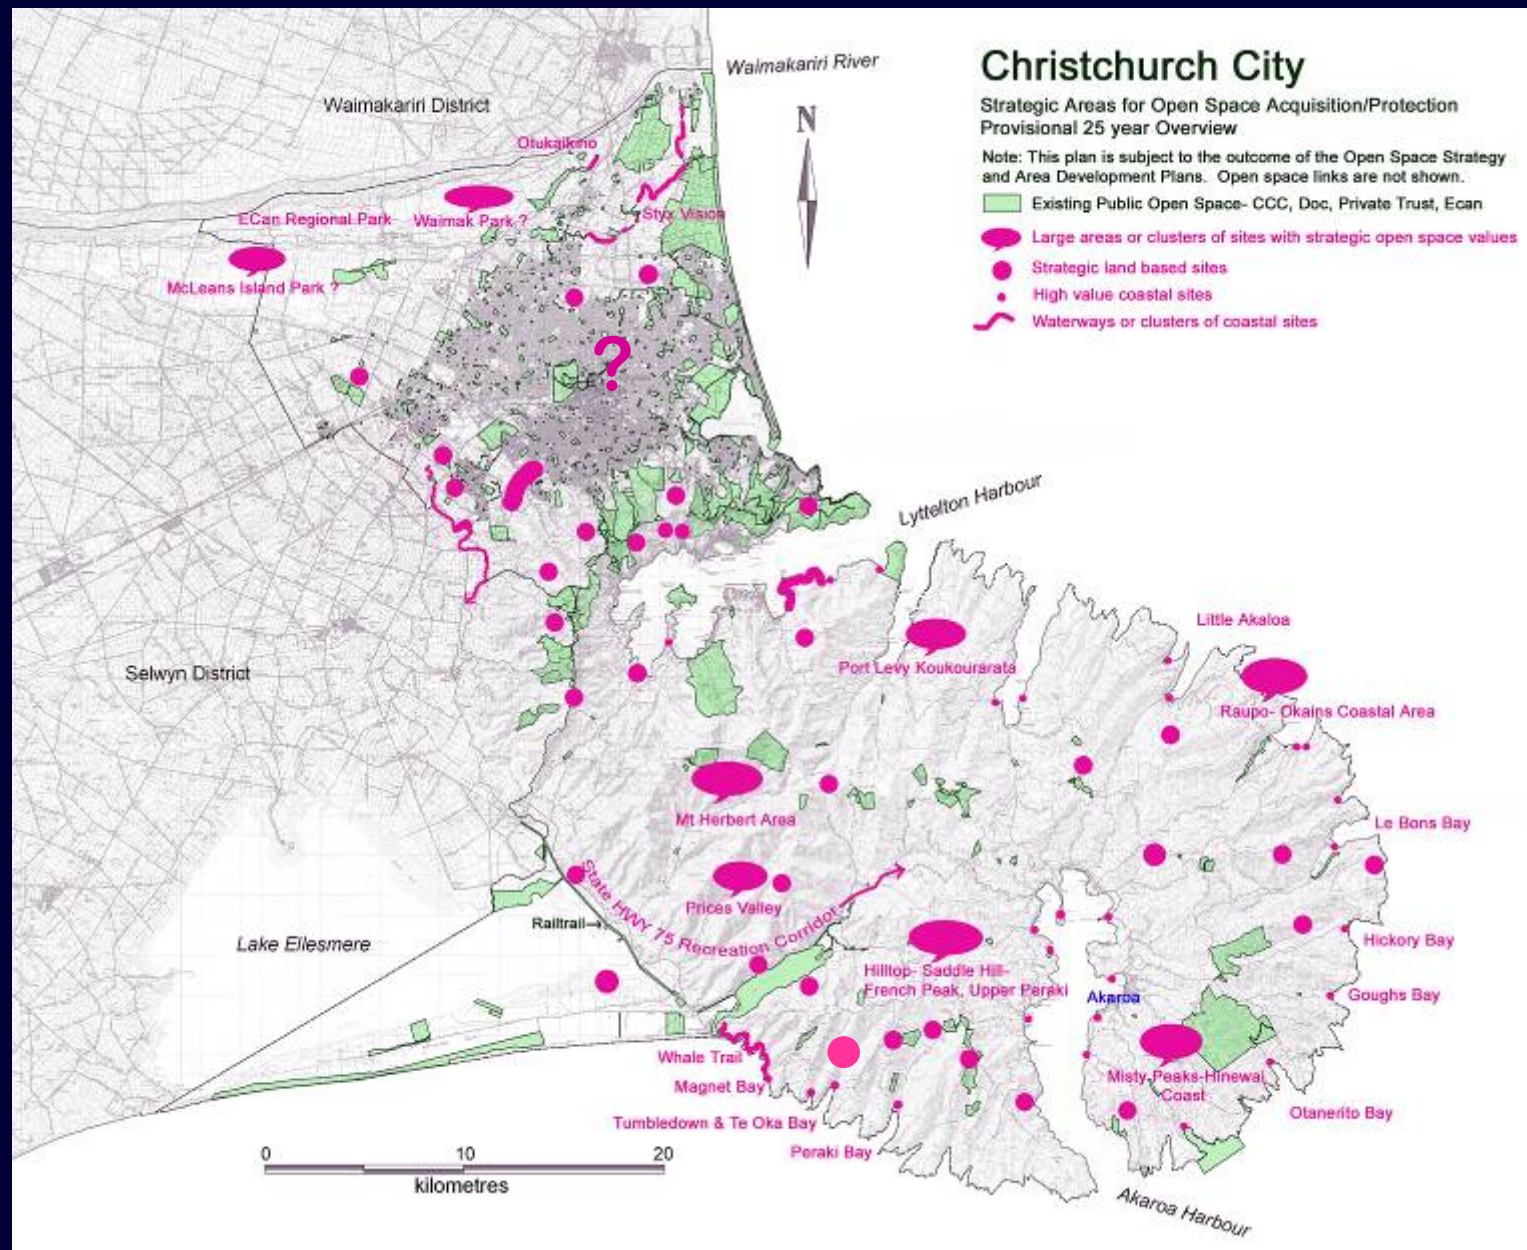 Christchurch City
Strategic Areas for Open Space Acquisition/Protection
Provisional 25 year Overview
Note: This plan is subject to the outcome of the Open Space Strategy
and Area Development Plans. Open space links are not shown.
Existing Public Open Space- CCC, Doc, Private Trust, Ecan
Large areas or clusters of sites with strategic open space values
Strategic land based sites
High value coastal sites
Waterways or clusters of coastal sites
Waimakariri River
N
Waimakariri District
Otukaikino
ECan Regional Park
Waimak Park ?
Styx Vision
McLeans Island Park ?
?
Lyttelton Harbour
Selwyn District
Port Levy Koukourarata
Little Akaloa
Raupo- Okains Coastal Area
Mt Herbert Area
Le Bons Bay
Prices Valley
State HWY 75 Recreation Corridor
Railtrail→
Lake Ellesmere
Hickory Bay
Hilltop- Saddle Hill-
French Peak, Upper Peraki
Akaroa
Goughs Bay
Whale Trail
Magnet Bay
Misty Peaks-Hinewai
Coast
Otanerito Bay
Tumbledown & Te Oka Bay
Peraki Bay
Akaroa Harbour
0 10 20
kilometres